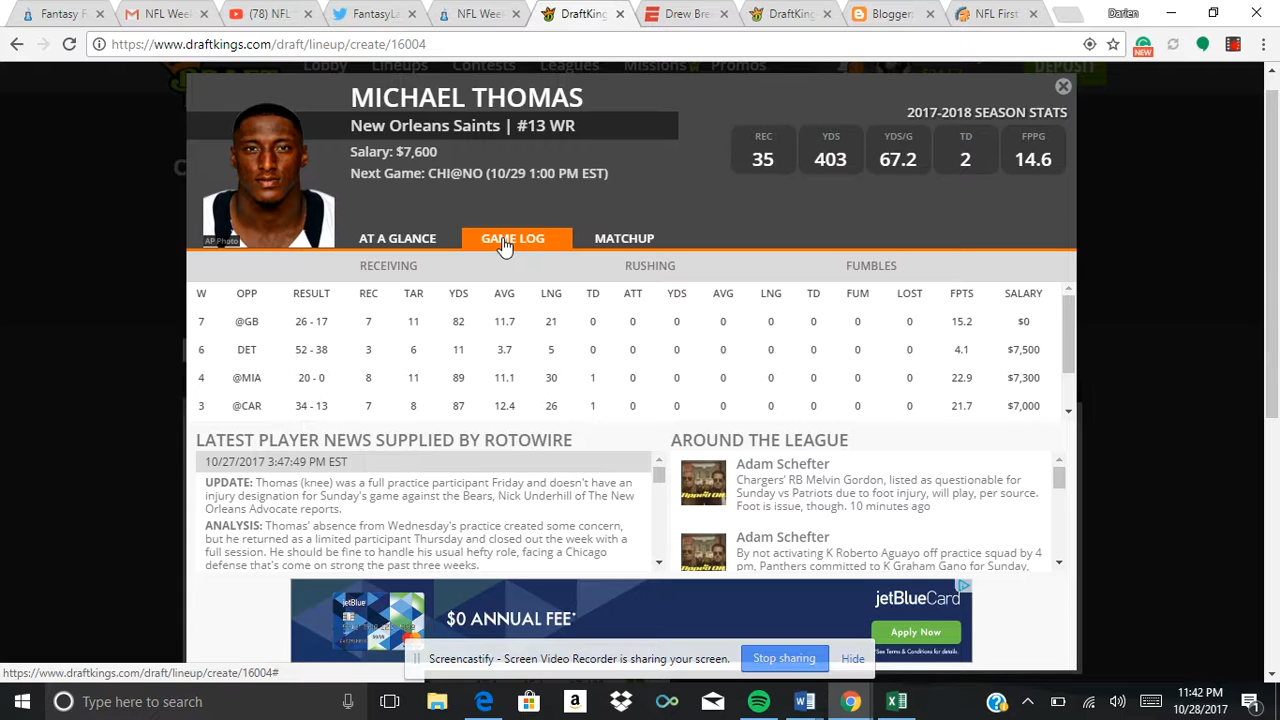 Fantasy F
NFL Wee
(78) NFL
FantasyLa
NFL Week
DraftKing
Drew Bre
DraftKing
Blogger:
NFL First
Darien
https://www.draftkings.com/draft/lineup/create/16004
NEW
Lobby Lineups Contests Leagues Missions Promos
DEPOSIT
MICHAEL THOMAS
New Orleans Saints | #13 WR
Salary: $7,600
Next Game: CHI@NO (10/29 1:00 PM EST)
AP Photo
2017-2018 SEASON STATS
REC YDS YDS/G TD FPPG
35 403 67.2 2 14.6
AT A GLANCE GAME LOG MATCHUP
RECEIVING RUSHING FUMBLES
W OPP RESULT REC TAR YDS AVG LNG TD ATT YDS AVG LNG TD FUM LOST FPTS SALARY
7 @GB 26 - 17 7 11 82 11.7 21 0 0 0 0 0 0 0 0 15.2 $0
6 DET 52 - 38 3 6 11 3.7 5 0 0 0 0 0 0 0 0 4.1 $7,500
4 @MIA 20 - 0 8 11 89 11.1 30 1 0 0 0 0 0 0 0 22.9 $7,300
3 @CAR 34 - 13 7 8 87 12.4 26 1 0 0 0 0 0 0 0 21.7 $7,000
LATEST PLAYER NEWS SUPPLIED BY ROTOWIRE
10/27/2017 3:47:49 PM EST
UPDATE: Thomas (knee) was a full practice participant Friday and doesn't have an
injury designation for Sunday's game against the Bears, Nick Underhill of The New
Orleans Advocate reports.
ANALYSIS: Thomas' absence from Wednesday's practice created some concern,
but he returned as a limited participant Thursday and closed out the week with a
full session. He should be fine to handle his usual hefty role, facing a Chicago
defense that's come on strong the past three weeks.
AROUND THE LEAGUE
Adam Schefter
Chargers' RB Melvin Gordon, listed as questionable for
Sunday vs Patriots due to foot injury, will play, per source.
Foot is issue, though. 10 minutes ago
Adam Schefter
By not activating K Roberto Aguayo off practice squad by 4
pm, Panthers committed to K Graham Gano for Sunday,
$0 ANNUAL FEE*
jetBlueCard
Apply Now
*See Terms & Conditions for details.
Screencastify - Screen Video Recorder is sharing your screen.
Stop sharing
Hide
https://www.draftkings.com/draft/lineup/create/16004#
Type here to search
11:42 PM
10/28/2017